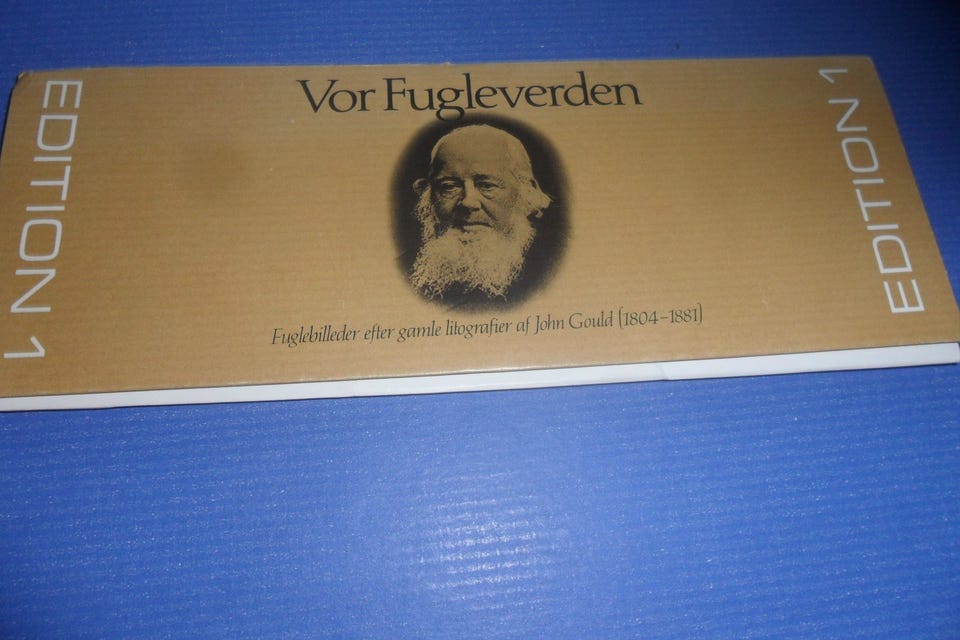 Vor Fugleverden
EDITION 1
EDITION 1
Fuglebilleder efter gamle litografier af John Gould (1804–1881)